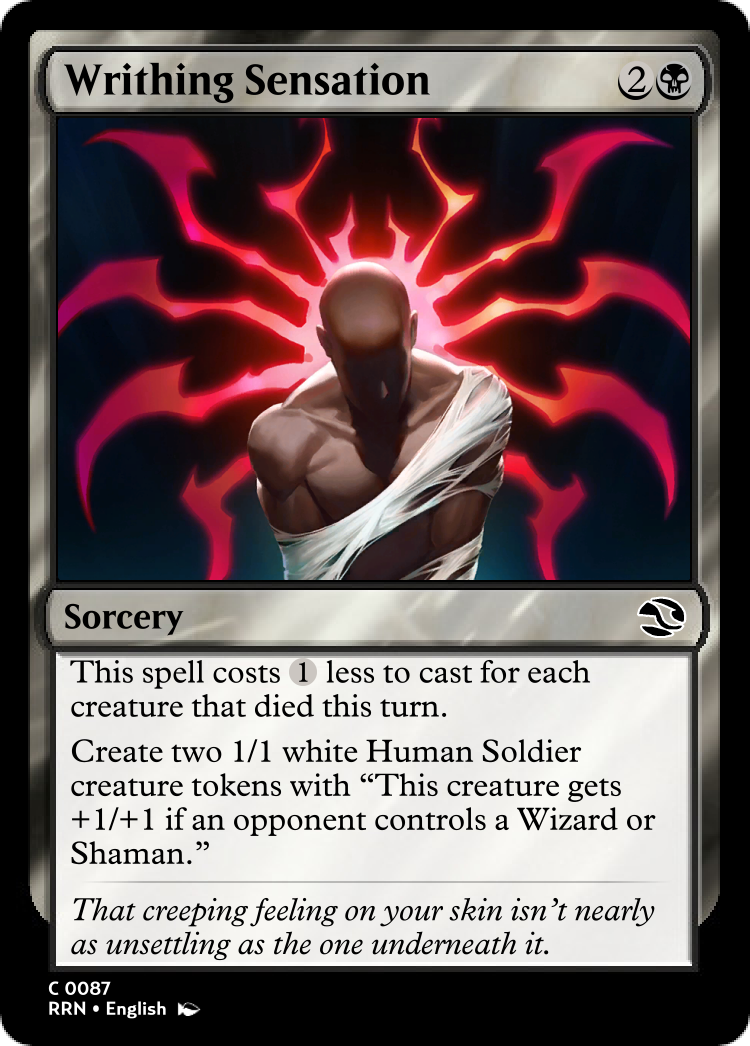 Writhing Sensation 2
Sorcery
This spell costs 1 less to cast for each
creature that died this turn.
Create two 1/1 white Human Soldier
creature tokens with “This creature gets
+1/+1 if an opponent controls a Wizard or
Shaman.”
That creeping feeling on your skin isn’t nearly
as unsettling as the one underneath it.
C 0087
RRN • English